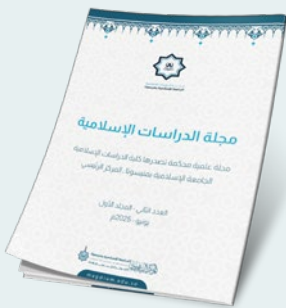 مجلة الدراسات الإسلامية
مجلة علمية محكمة تصدرها كلية الدراسات الإسلامية
الجامعة الإسلامية بمنيسوتا . المركز الرئيسي
العدد الثاني - المجلد الأول
يونيو - 2025م